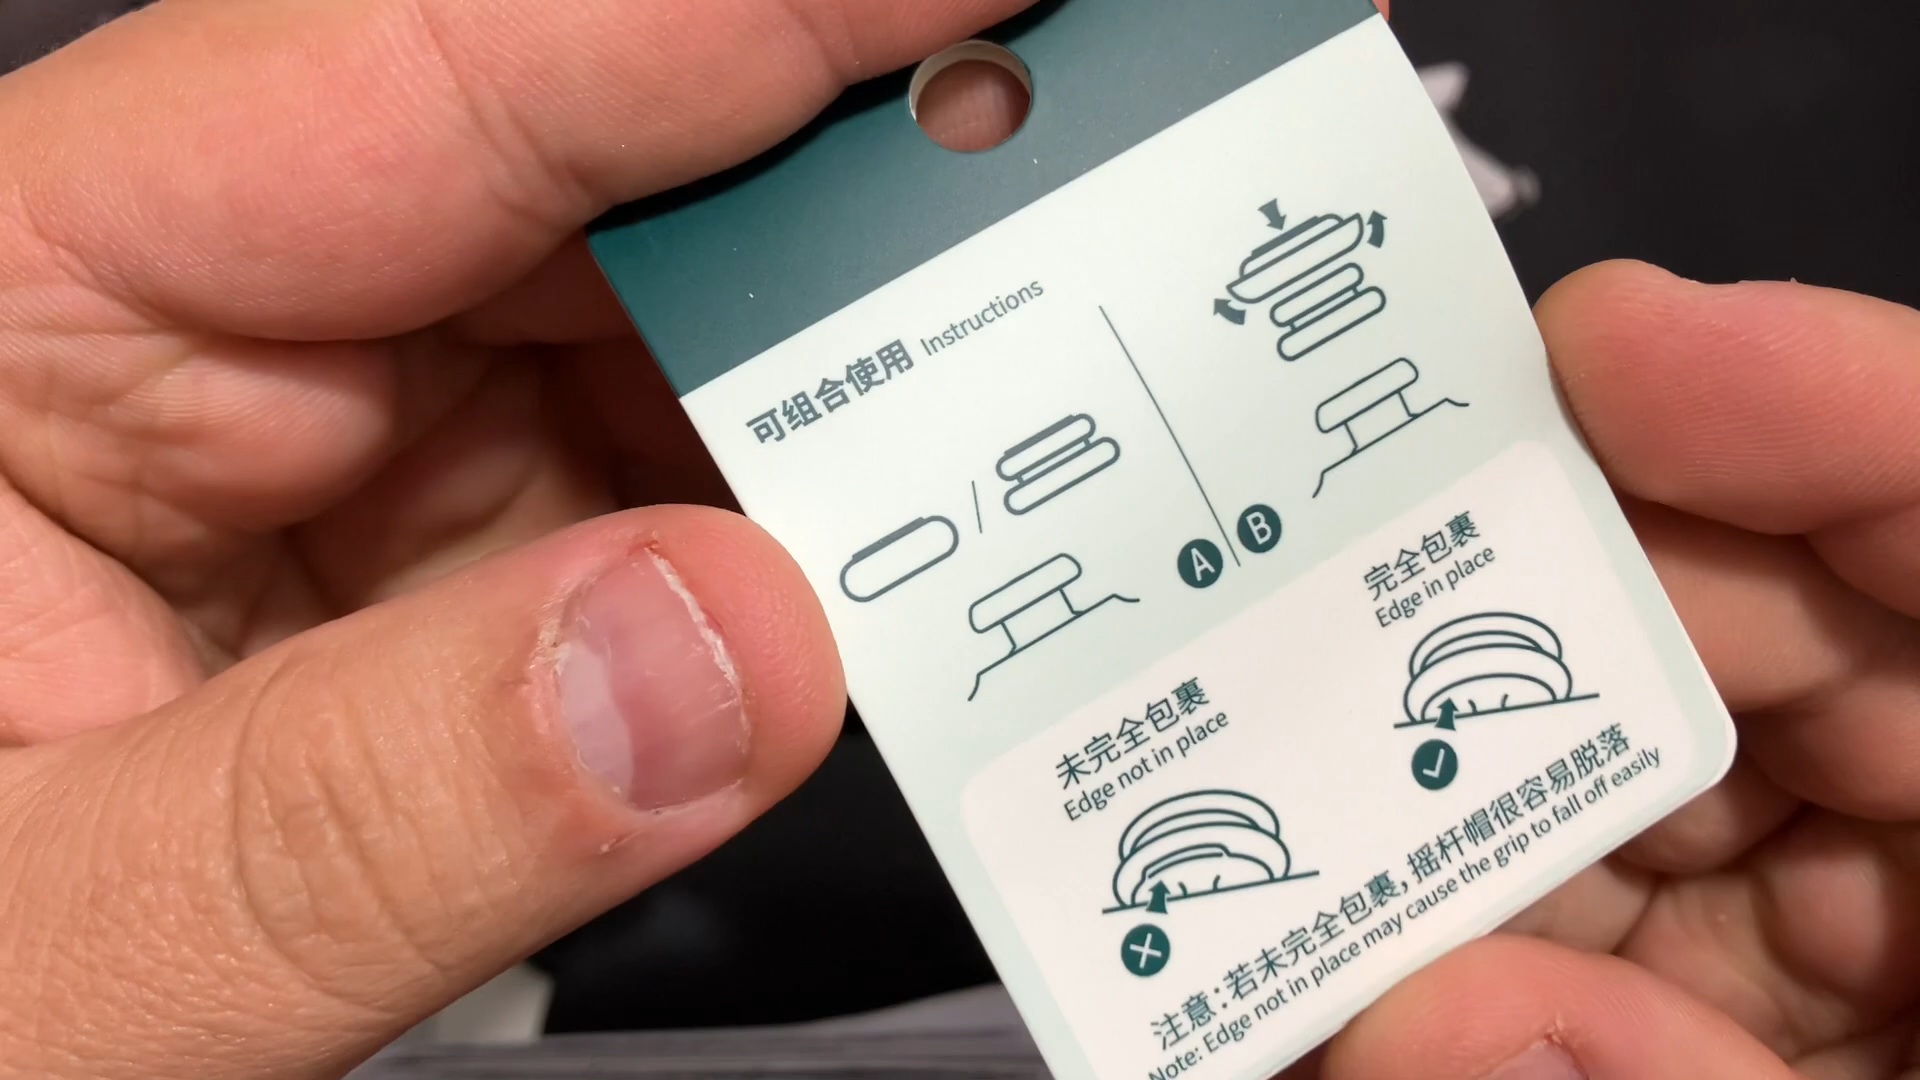 可组合使用 Instructions
A
B
完全包裹
Edge in place
未完全包裹
Edge not in place
注意：若未完全包裹，摇杆帽很容易脱落
Note: Edge not in place may cause the grip to fall off easily